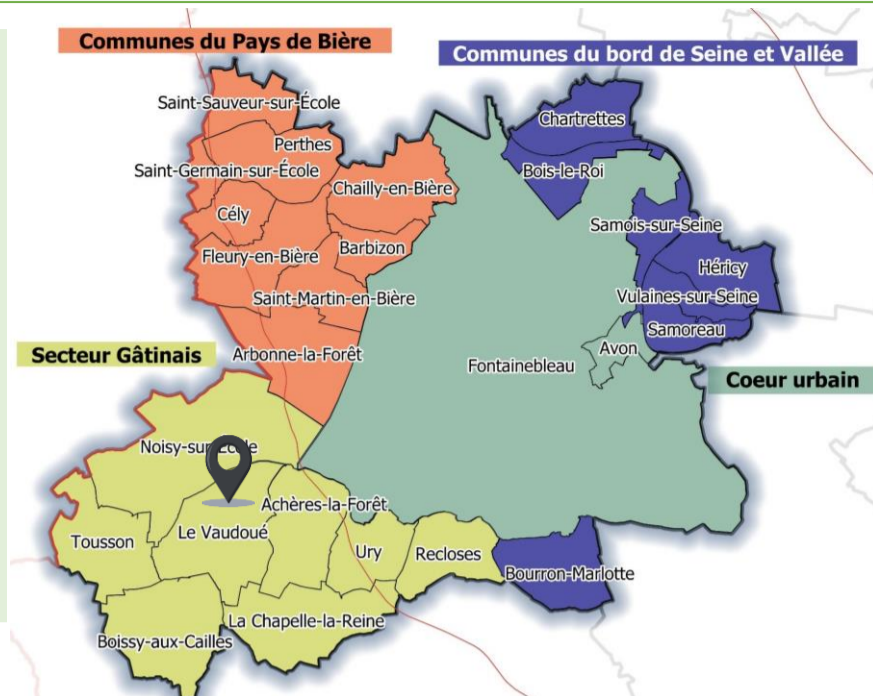 Communes du Pays de Bière
Communes du bord de Seine et Vallée
Saint-Sauveur-sur-École
Chartrettes
Perthes
Saint-Germain-sur-École
Bois-le-Roi
Chailly-en-Bière
Cély
Samois-sur-Seine
Barbizon
Fleury-en-Bière
Héricy
Saint-Martin-en-Bière
Vulaines-sur-Seine
Samoreau
Secteur Gâtinais
Arbonne-la-Forêt
Avon
Fontainebleau
Coeur urbain
Noisy-sur-École
Achères-la-Forêt
Le Vaudoué
Tousson
Ury
Recloses
Bourron-Marlotte
La Chapelle-la-Reine
Boissy-aux-Cailles